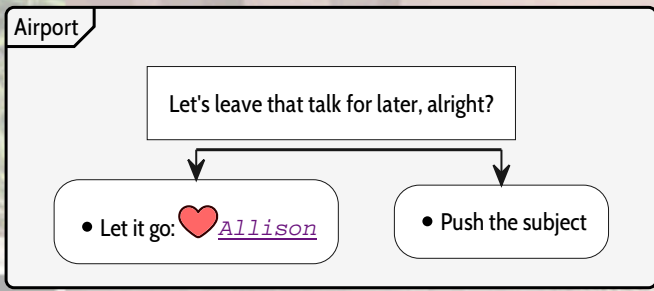 Airport
Let's leave that talk for later, alright?
• Let it go: ❤️Allison
• Push the subject